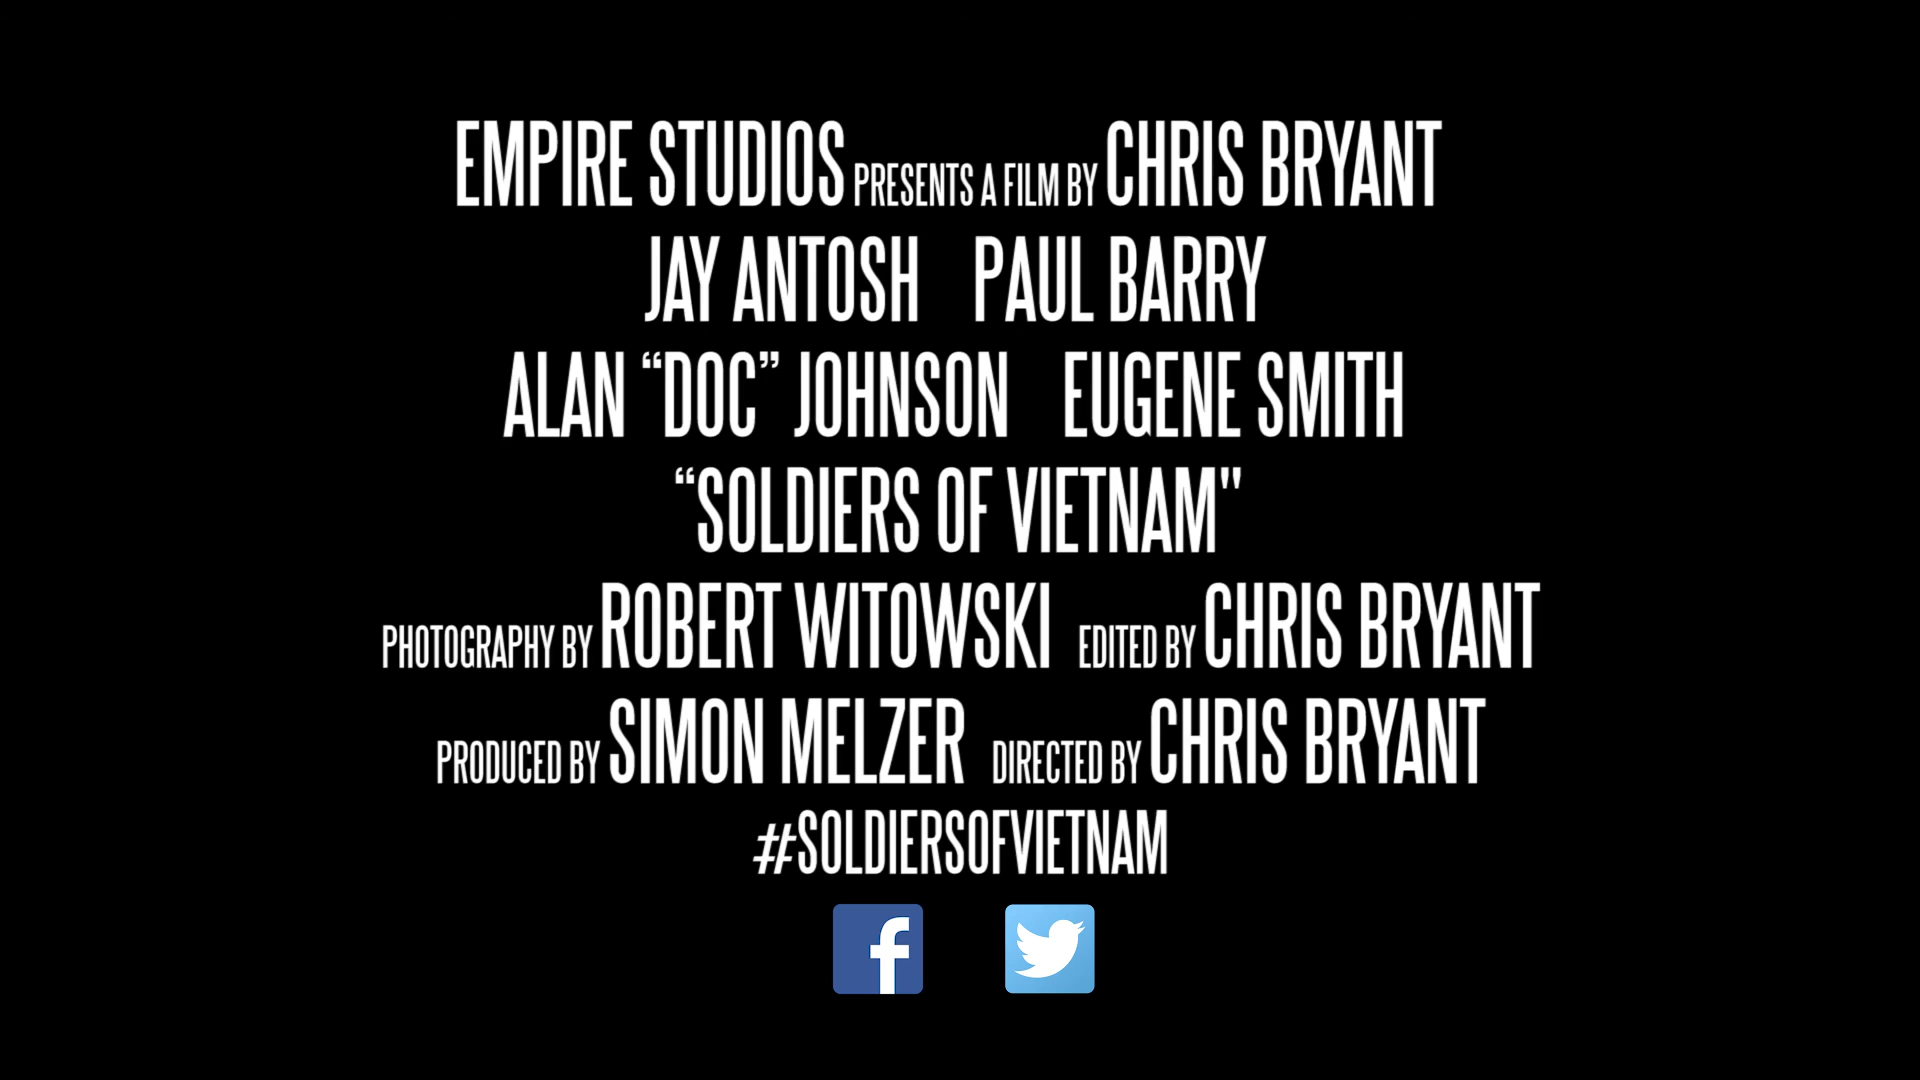 EMPIRE STUDIOS PRESENTS A FILM BY CHRIS BRYANT
JAY ANTOSH PAUL BARRY
ALAN “DOC” JOHNSON EUGENE SMITH
“SOLDIERS OF VIETNAM"
PHOTOGRAPHY BY ROBERT WITOWSKI EDITED BY CHRIS BRYANT
PRODUCED BY SIMON MELZER DIRECTED BY CHRIS BRYANT
#SOLDIERSOFVIETNAM